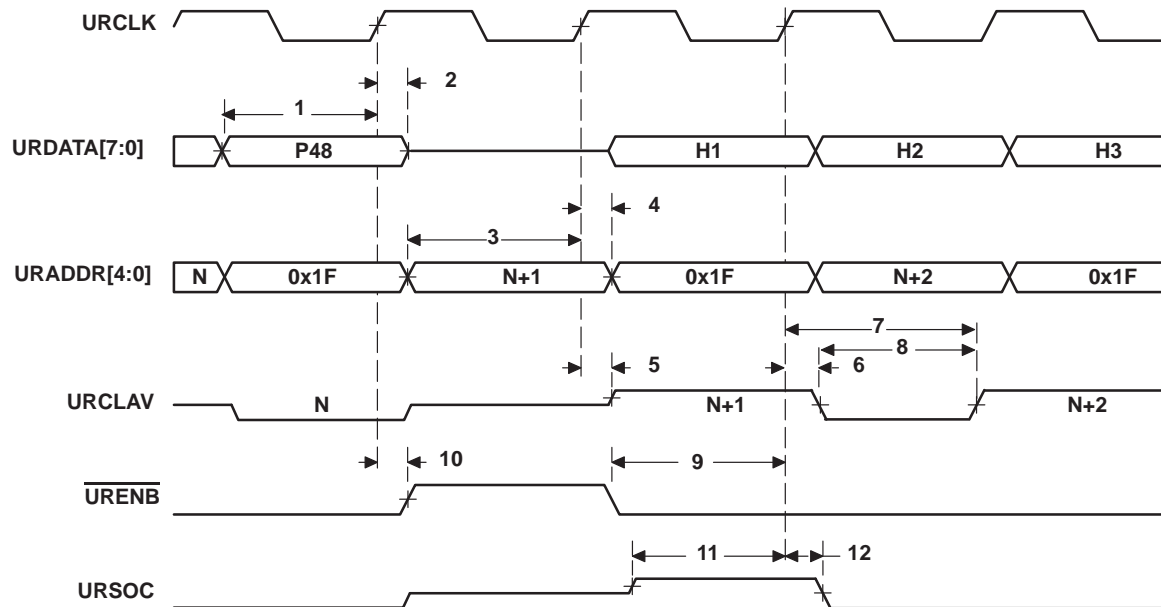 URCLK
2
1
URDATA[7:0] P48 H1 H2 H3
4
3
URADDR[4:0] N 0x1F N+1 0x1F N+2 0x1F
7
8
5 6
URCLAV N N+1 N+2
10 9
URENB
11 12
URSOC